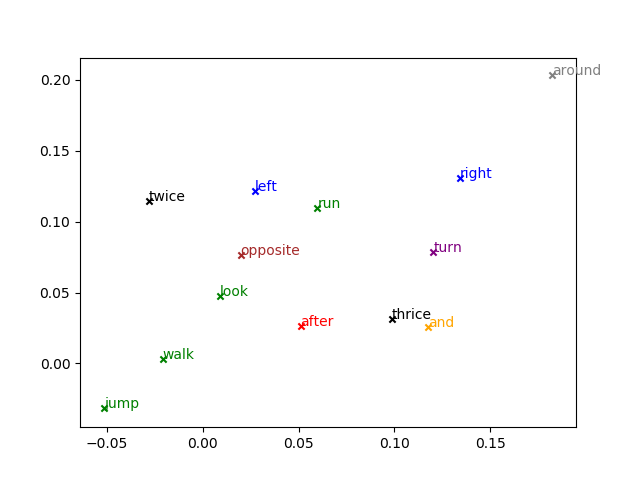 around
0.20
0.15
right
left
twice
run
0.10
turn
opposite
look
0.05
after
thrice
and
walk
0.00
jump
−0.05
0.00
0.05
0.10
0.15